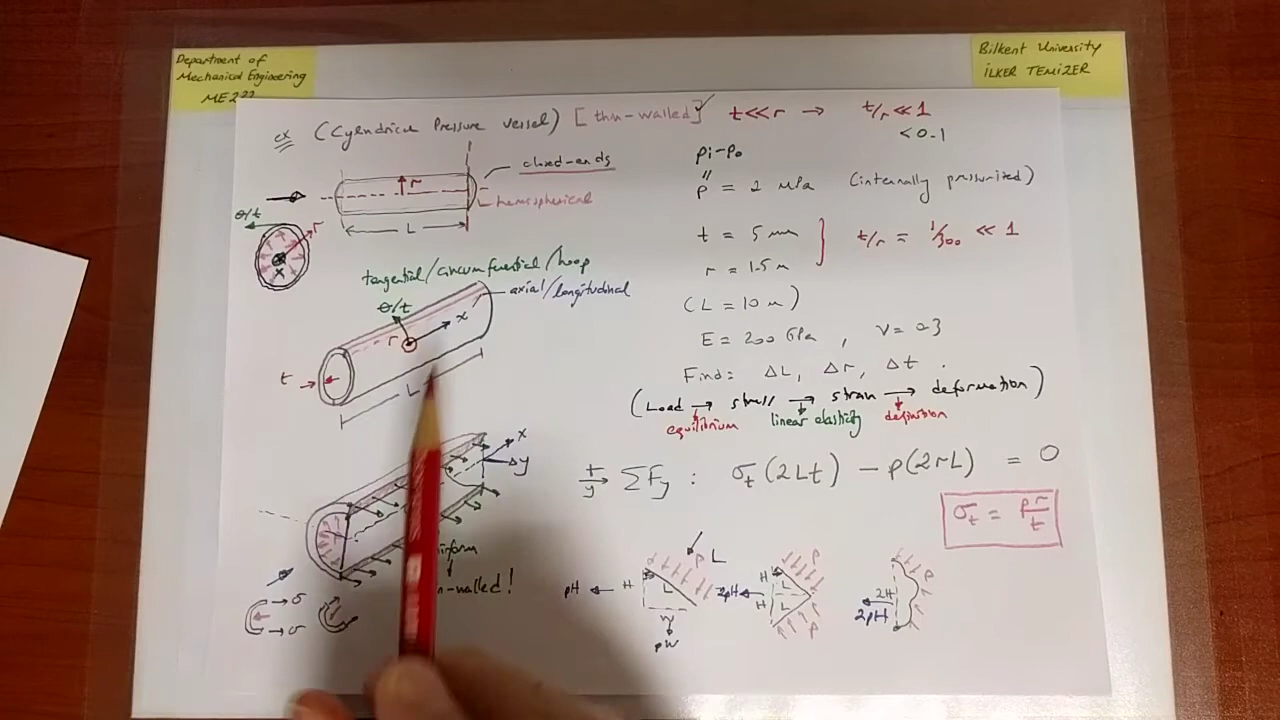 Department of
Mechanical Engineering
Bilkent University
İLKER TEMİZER
ex (Cylindrical Pressure vessel) [thin-walled] ✓ t << r → t/r << 1
< 0.1
closed-ends
hemispherical
r
L
θ/t
r
x
Pi-Po
"
P = 2 MPa (internally pressurized)
t = 5 mm
r = 1.5 m
t/r = 1/300 << 1
(L = 10 m)
E = 200 GPa , ν = 0.3
Find: ΔL, Δr, Δt .
(Load → stress → strain → deformation)
equilibrium linear elasticity definition
tangential/circumferential/hoop
axial/longitudinal
θ/t
r
x
t
L
x
y
+→ y ΣFy : σt (2Lt) - p(2rL) = 0
σt = pr/t
-walled!
σ
σ
pH
H
L
W
pW
P
L
2pH
H
H
L
L
P
P
2pH
2H
P